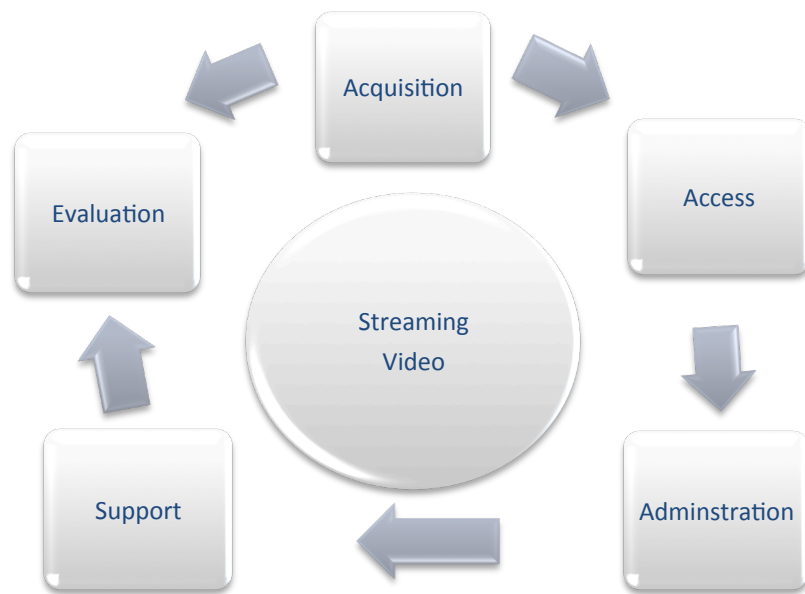 Acquisition
Access
Adminstration
Support
Evaluation
Streaming
Video